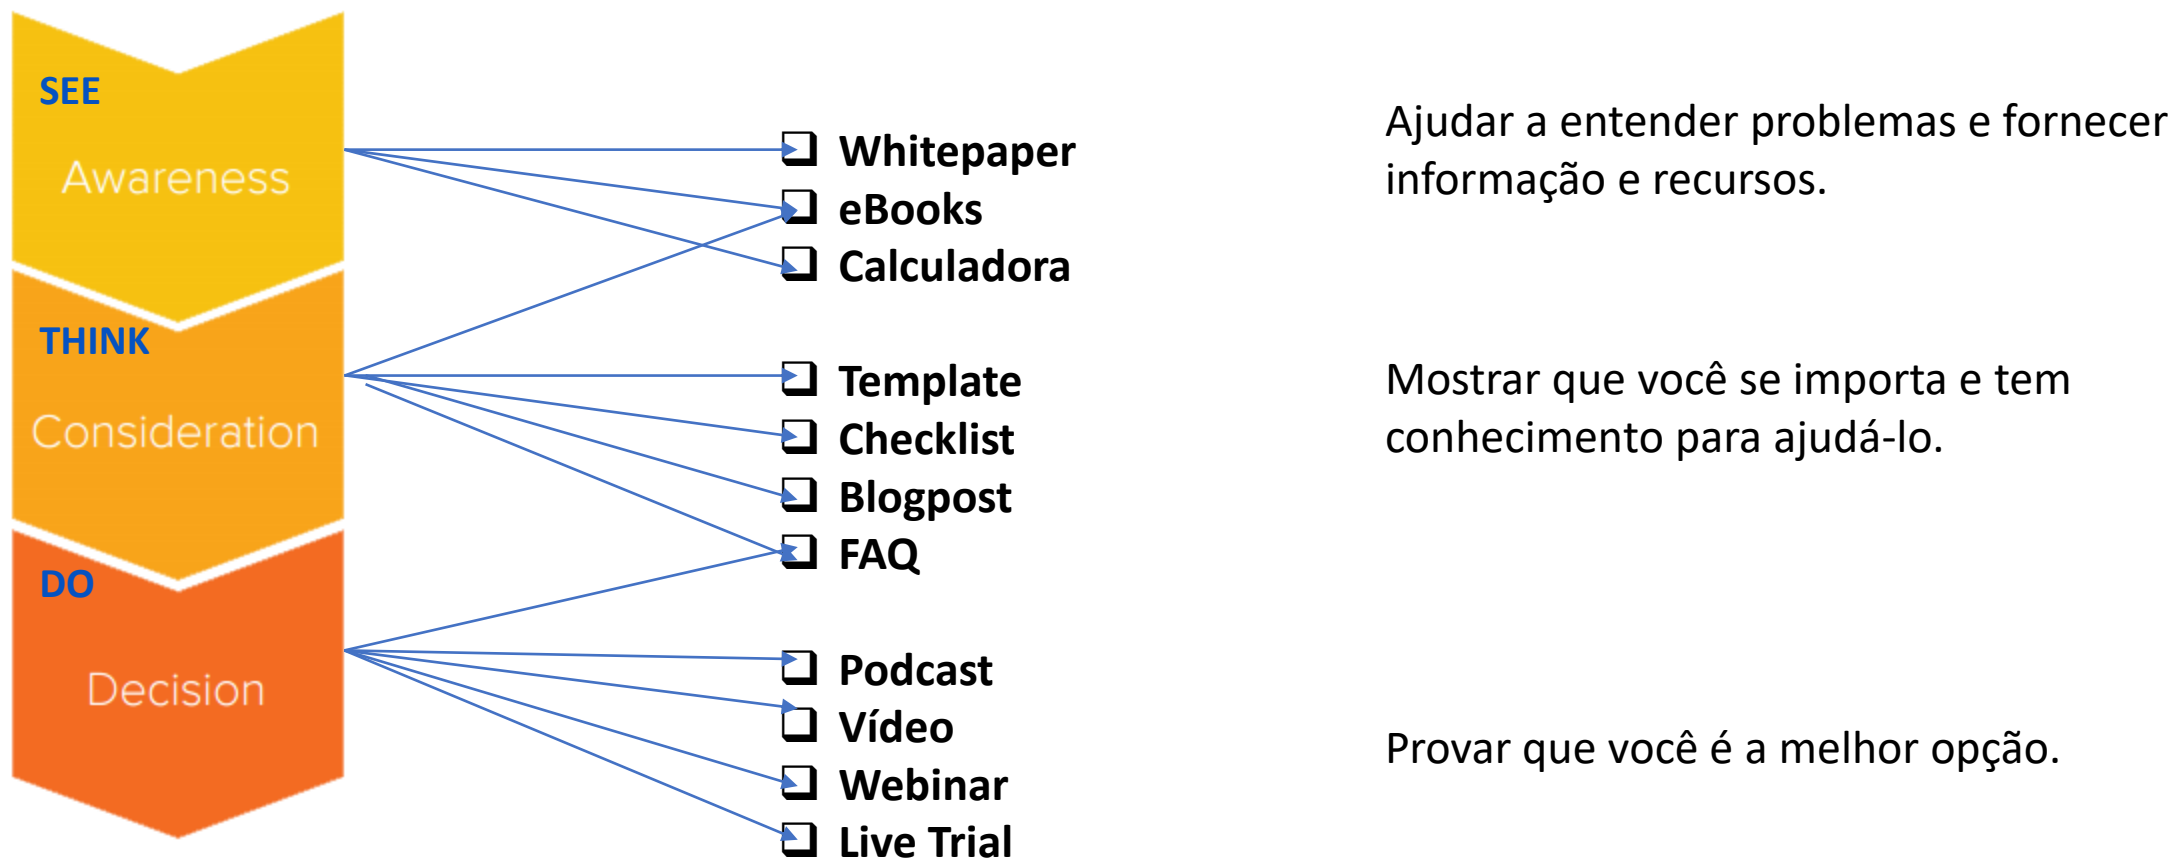 SEE
Awareness
THINK
Consideration
DO
Decision
Whitepaper
eBooks
Calculadora
Template
Checklist
Blogpost
FAQ
Podcast
Vídeo
Webinar
Live Trial
Ajudar a entender problemas e fornecer
informação e recursos.
Mostrar que você se importa e tem
conhecimento para ajudá-lo.
Provar que você é a melhor opção.